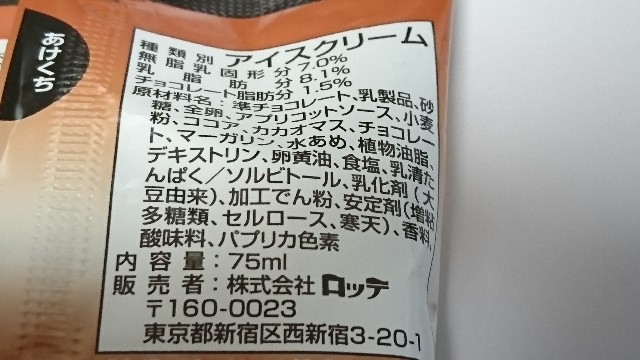 あけくち
種類別 アイスクリーム
無脂乳固形分 7.0%
乳脂肪分 8.1%
チョコレート脂肪分 1.5%
原材料名:準チョコレート、乳製品、砂
糖、全卵、アプリコットソース、小麦
粉、ココア、カカオマス、チョコレー
ト、マーガリン、水あめ、植物油脂、
デキストリン、卵黄油、食塩、乳清た
んぱく/ソルビトール、乳化剤(大
豆由来)、加工でん粉、安定剤(増粘
多糖類、セルロース、寒天)、香料、
酸味料、パプリカ色素
内容量:75ml
販売者:株式会社 ロッテ
〒160-0023
東京都新宿区西新宿3-20-1